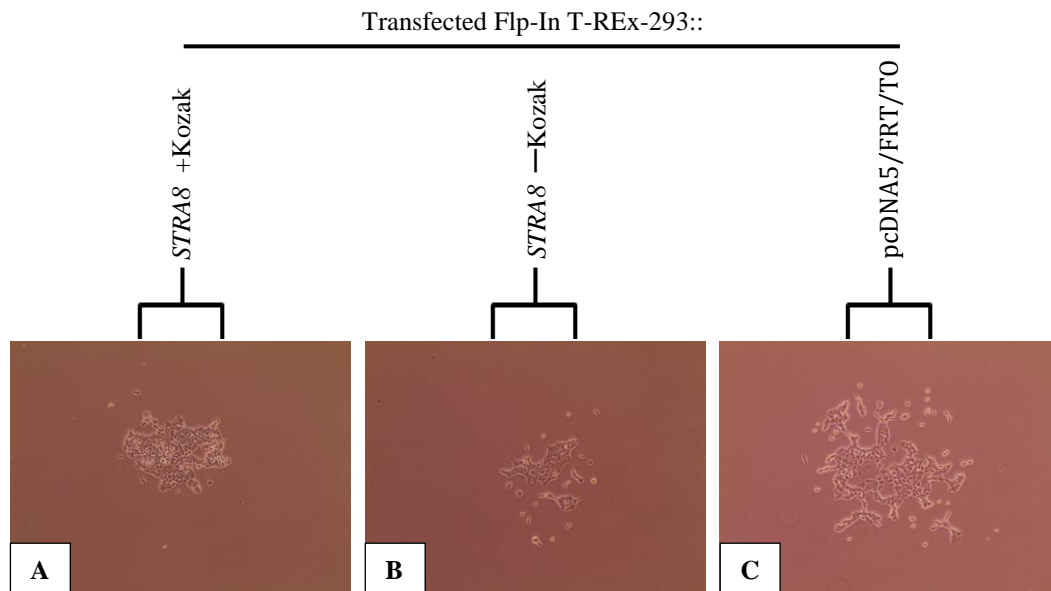 Transfected Flp-In T-REx-293::
STRA8 +Kozak
STRA8 —Kozak
pcDNA5/FRT/TO
A
B
C